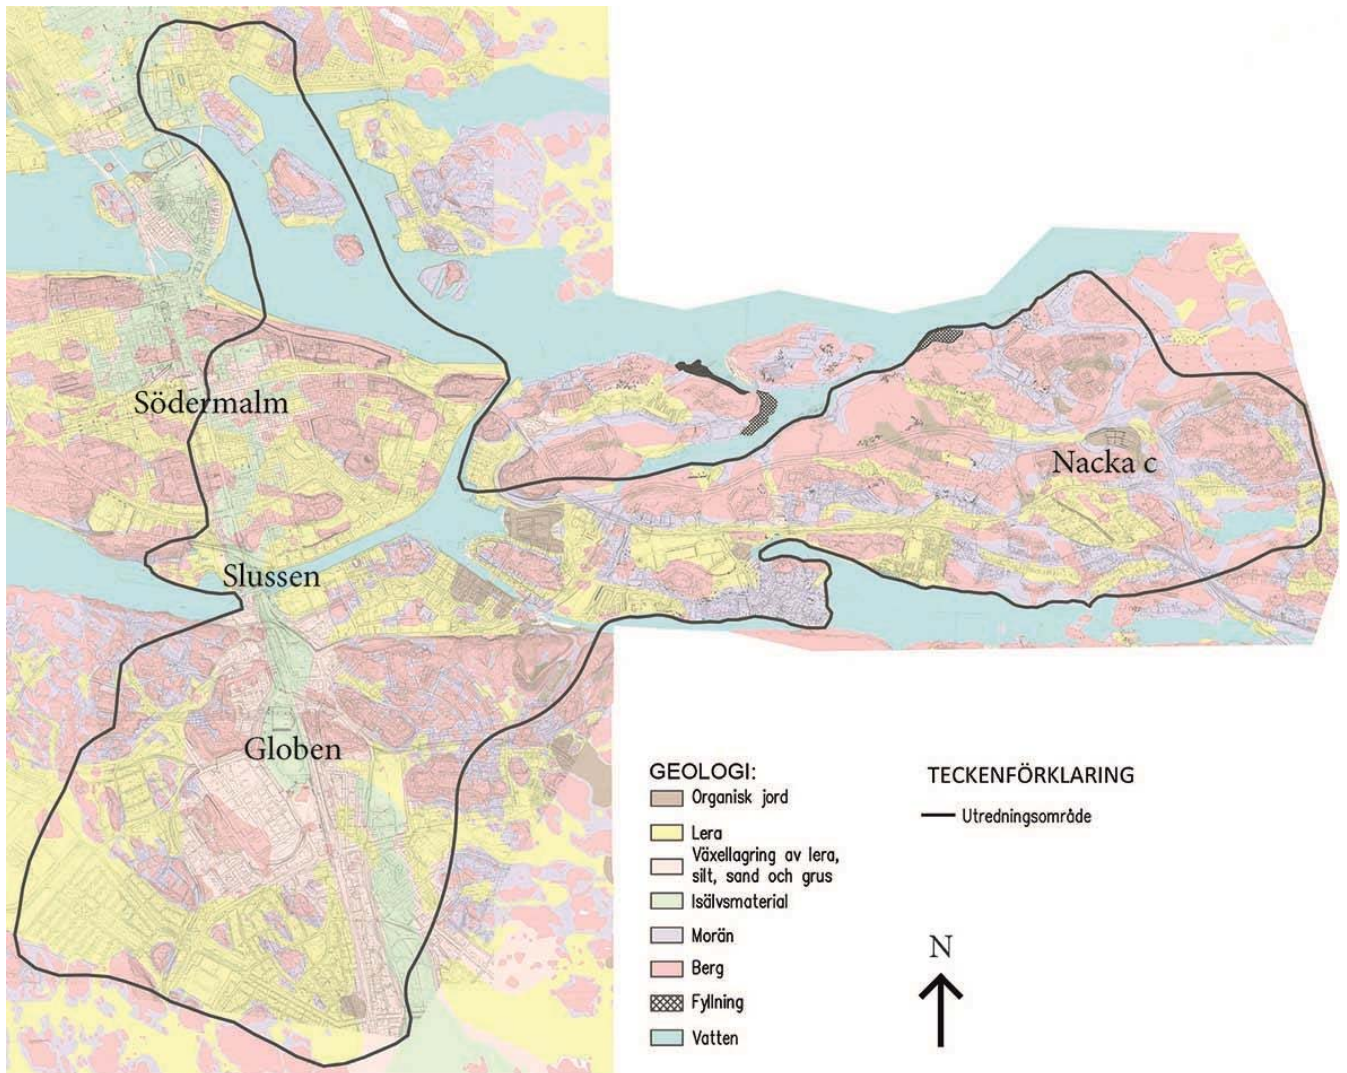 Södermalm
Nacka c
Slussen
Globen
GEOLOGI:
Organisk jord
Lera
Växellagring av lera,
silt, sand och grus
Isälvsmaterial
Morän
Berg
Fyllning
Vatten
TECKENFÖRKLARING
Utredningsområde
N